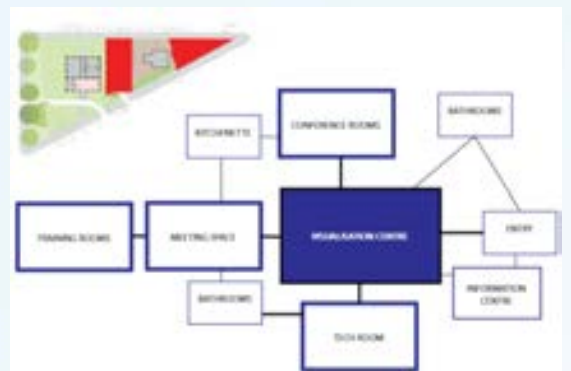 BATHROOMS
KITCHENETTE
CONFERENCE ROOMS
TRAINING ROOMS
MEETING SPACE
VISUALISATION CENTRE
ENTRY
BATHROOMS
INFORMATION
CENTRE
TECH ROOM